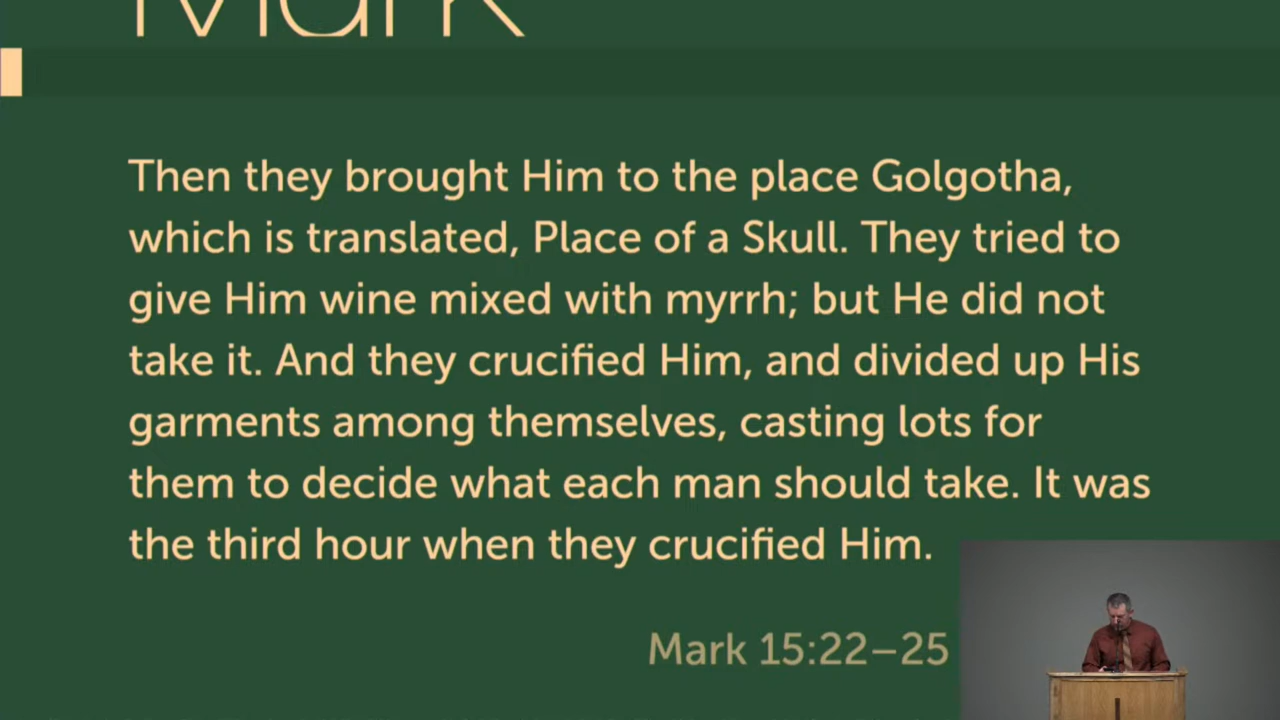 Mark
Then they brought Him to the place Golgotha,
which is translated, Place of a Skull. They tried to
give Him wine mixed with myrrh; but He did not
take it. And they crucified Him, and divided up His
garments among themselves, casting lots for
them to decide what each man should take. It was
the third hour when they crucified Him.
Mark 15:22–25